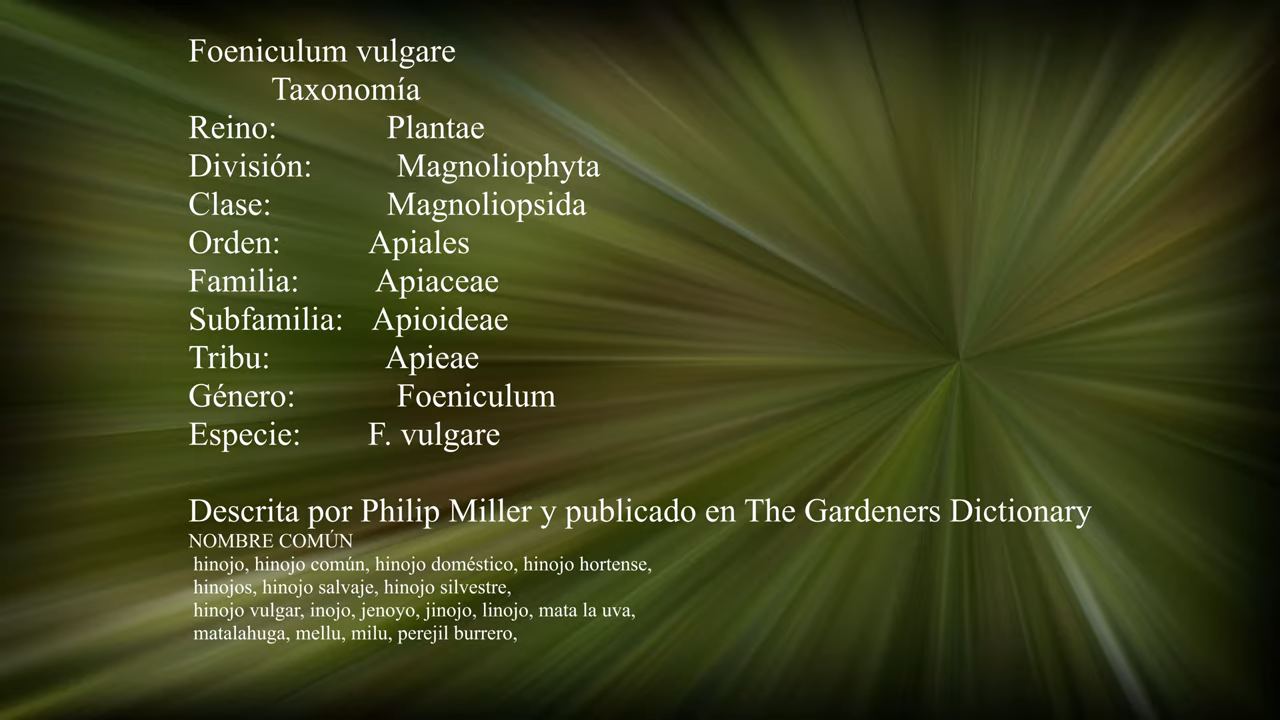 Foeniculum vulgare
Taxonomía
Reino: Plantae
División: Magnoliophyta
Clase: Magnoliopsida
Orden: Apiales
Familia: Apiaceae
Subfamilia: Apioideae
Tribu: Apieae
Género: Foeniculum
Especie: F. vulgare
Descrita por Philip Miller y publicado en The Gardeners Dictionary
NOMBRE COMÚN
hinojo, hinojo común, hinojo doméstico, hinojo hortense,
hinojos, hinojo salvaje, hinojo silvestre,
hinojo vulgar, inojo, jenoyo, jinojo, linojo, mata la uva,
matalahuga, mellu, milu, perejil burrero,